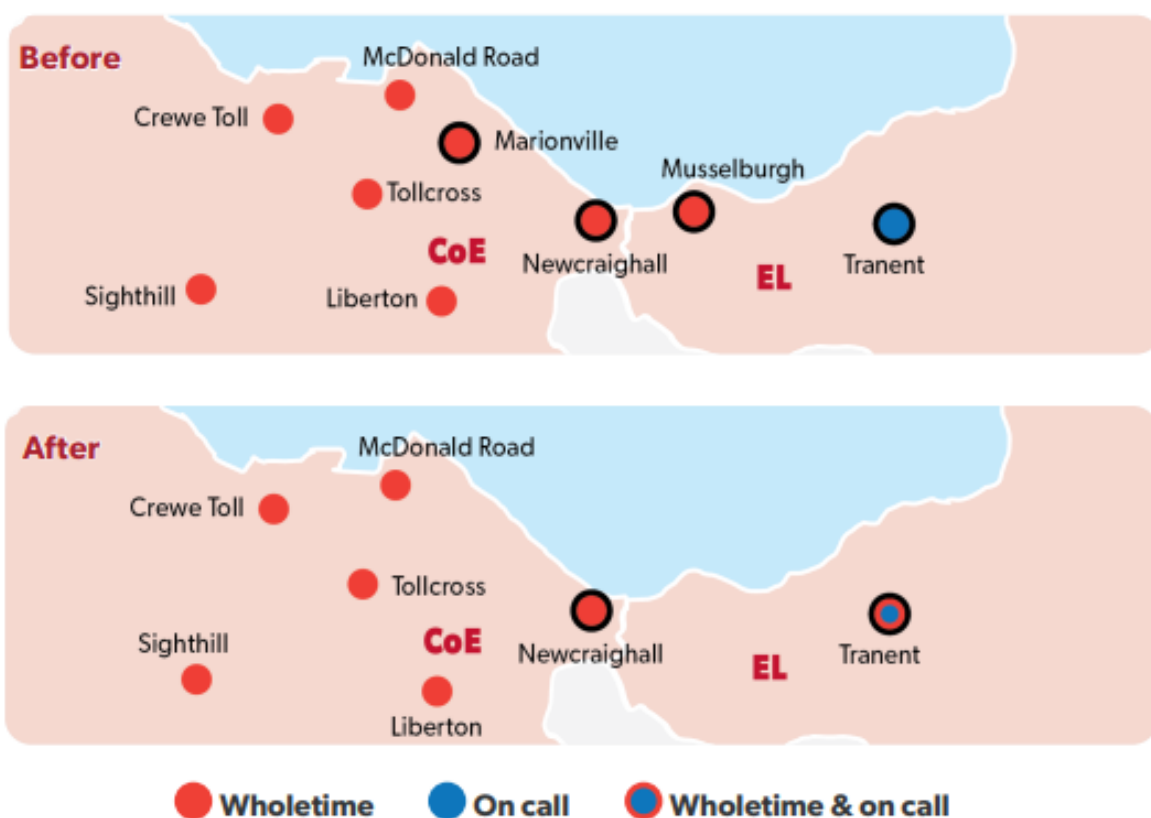 Before
McDonald Road
Crewe Toll
Marionville
Musselburgh
Tollcross
CoE
Newcraighall
Tranent
EL
Sighthill
Liberton
After
McDonald Road
Crewe Toll
Tollcross
Sighthill
CoE
Newcraighall
Tranent
EL
Liberton
Wholetime
On call
Wholetime & on call